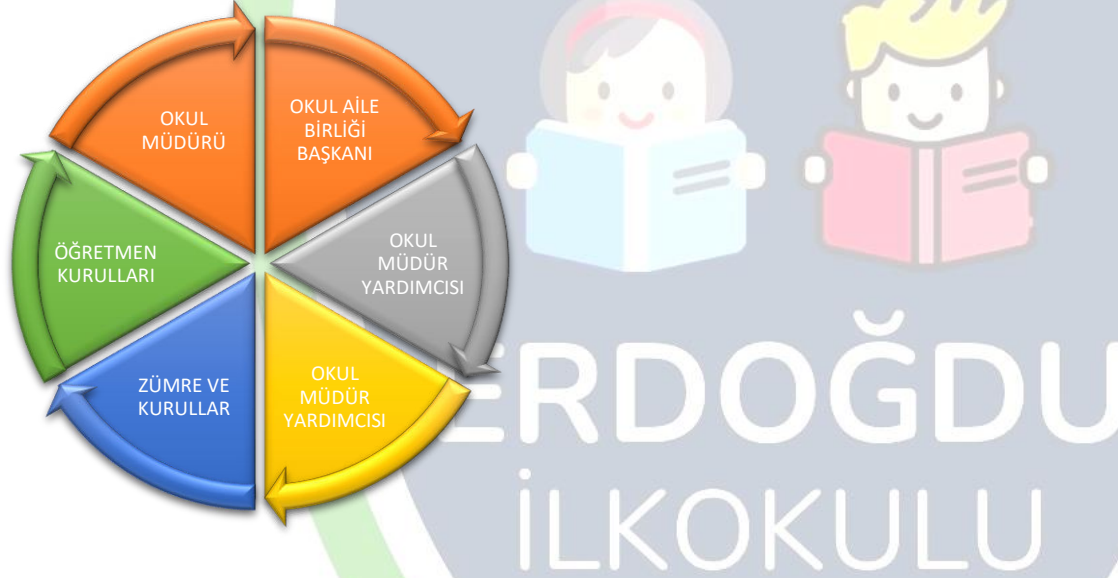 OKUL
MÜDÜRÜ
OKUL AİLE
BİRLİĞİ
BAŞKANI
OKUL
MÜDÜR
YARDIMCISI
OKUL
MÜDÜR
YARDIMCISI
ZÜMRE VE
KURULLAR
ÖĞRETMEN
KURULLARI
ERDOĞDU
İLKOKULU